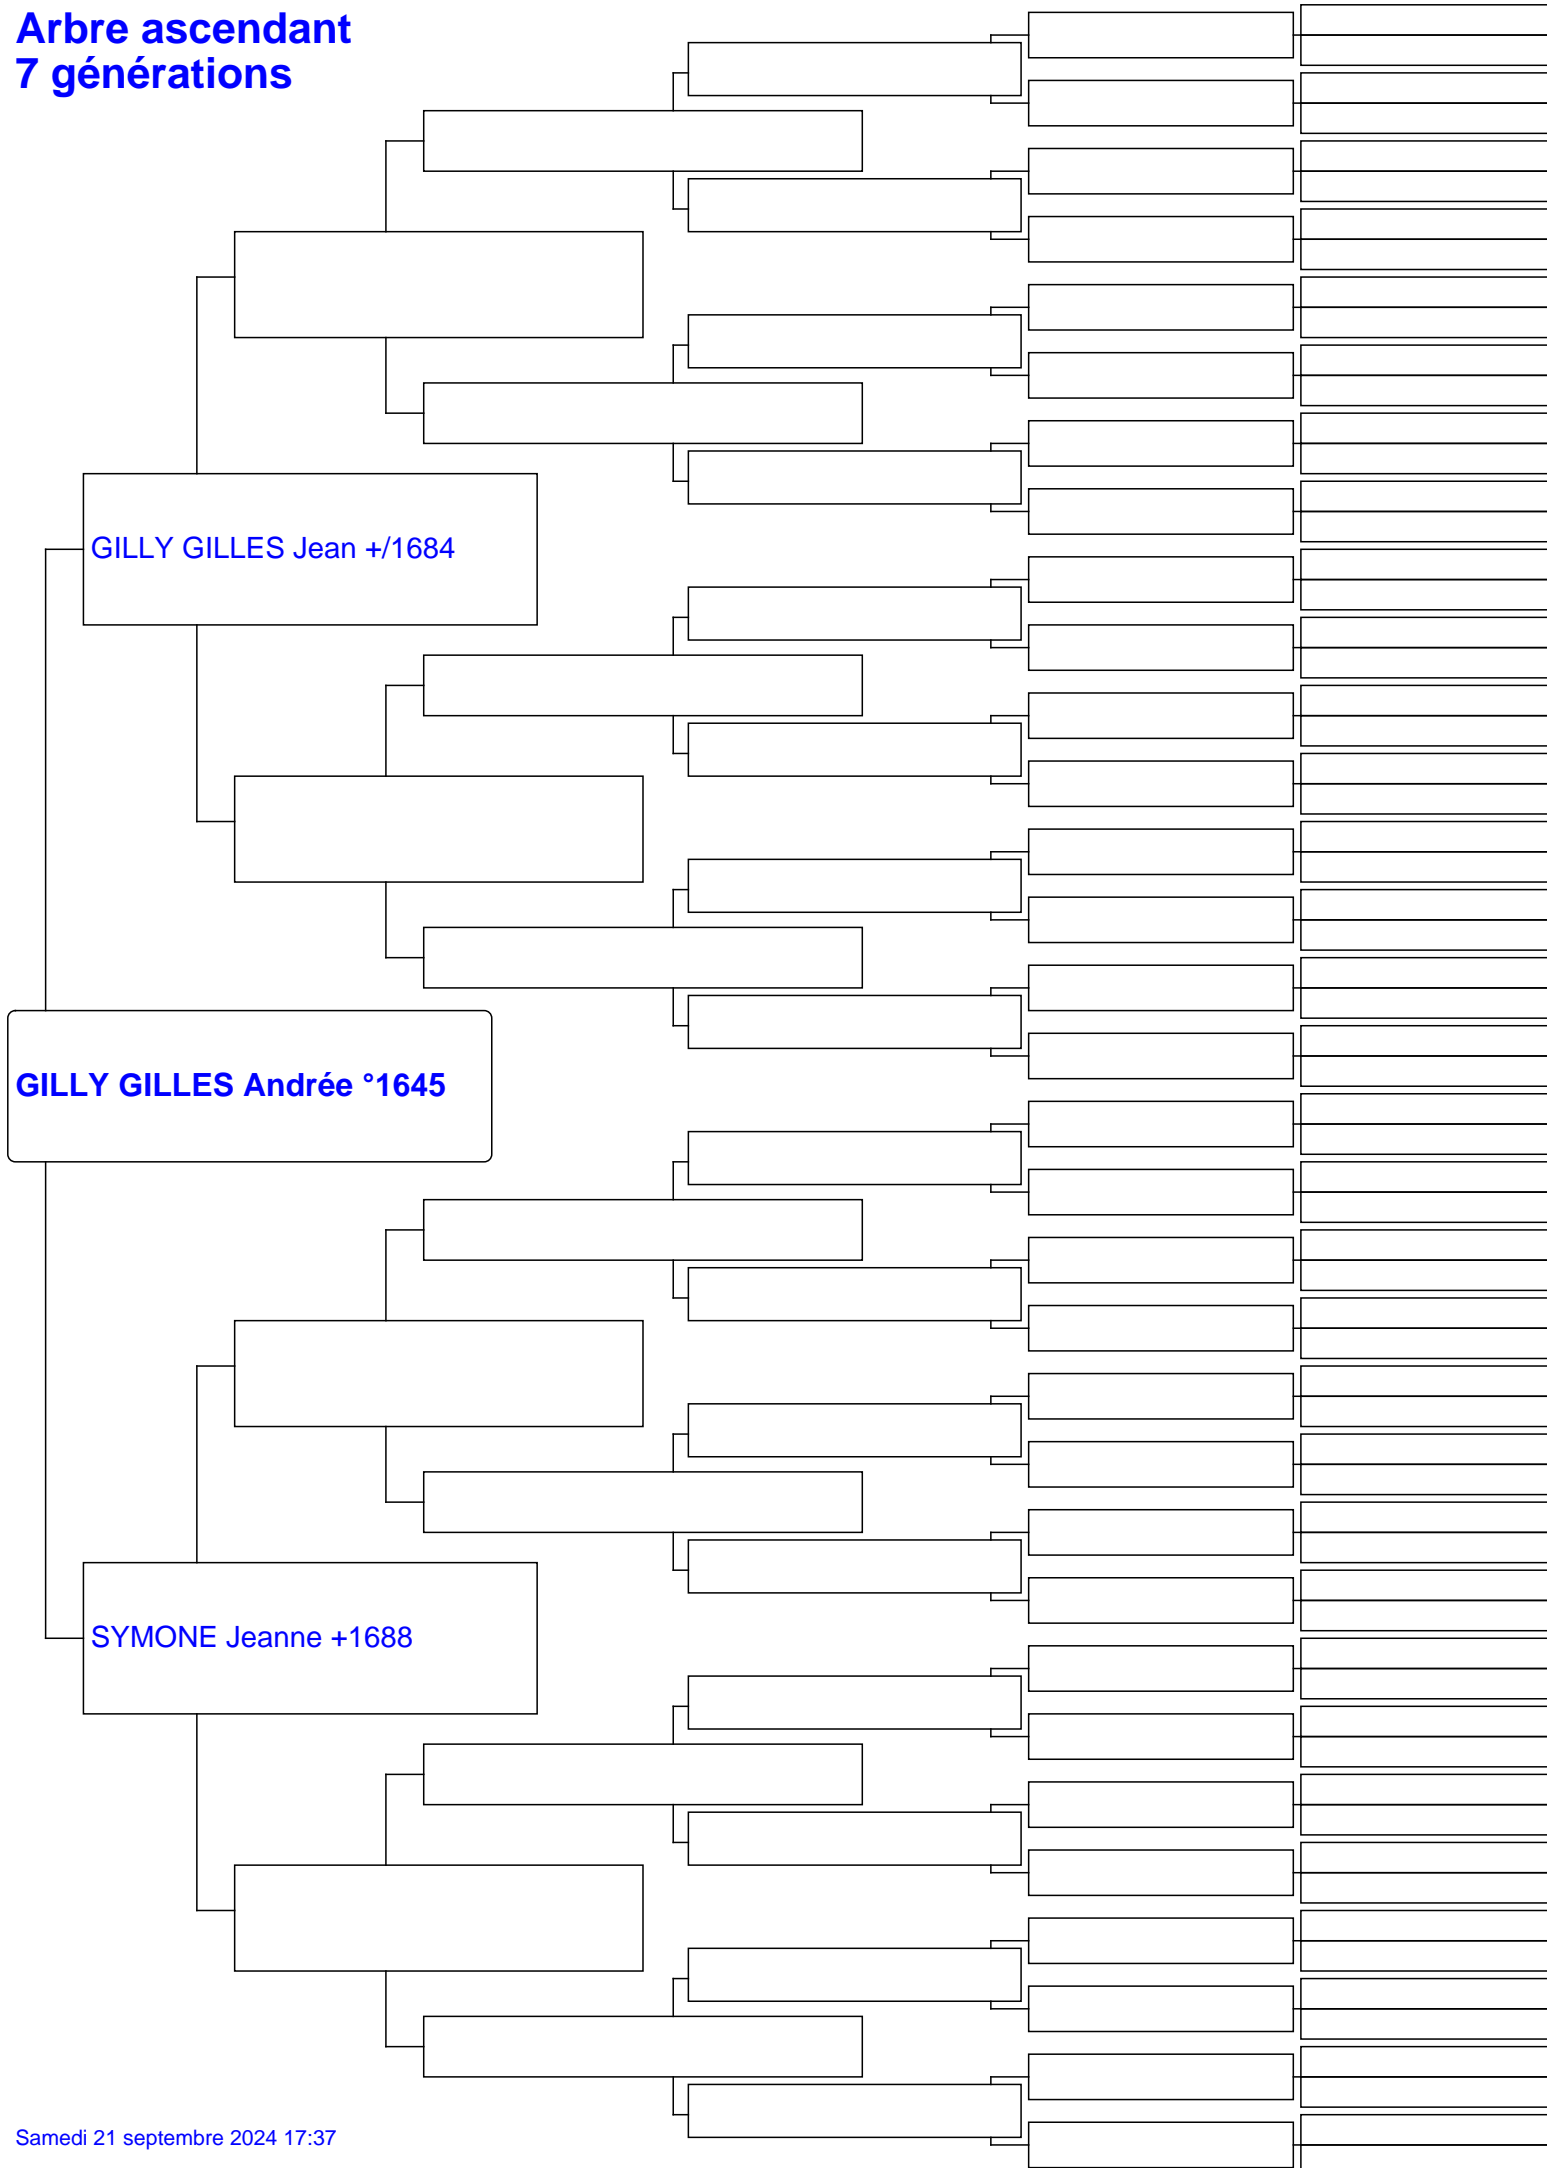 Arbre ascendant
7 générations
GILLY GILLES Jean +/1684
GILLY GILLES Andrée °1645
SYMONE Jeanne +1688
Samedi 21 septembre 2024 17:37